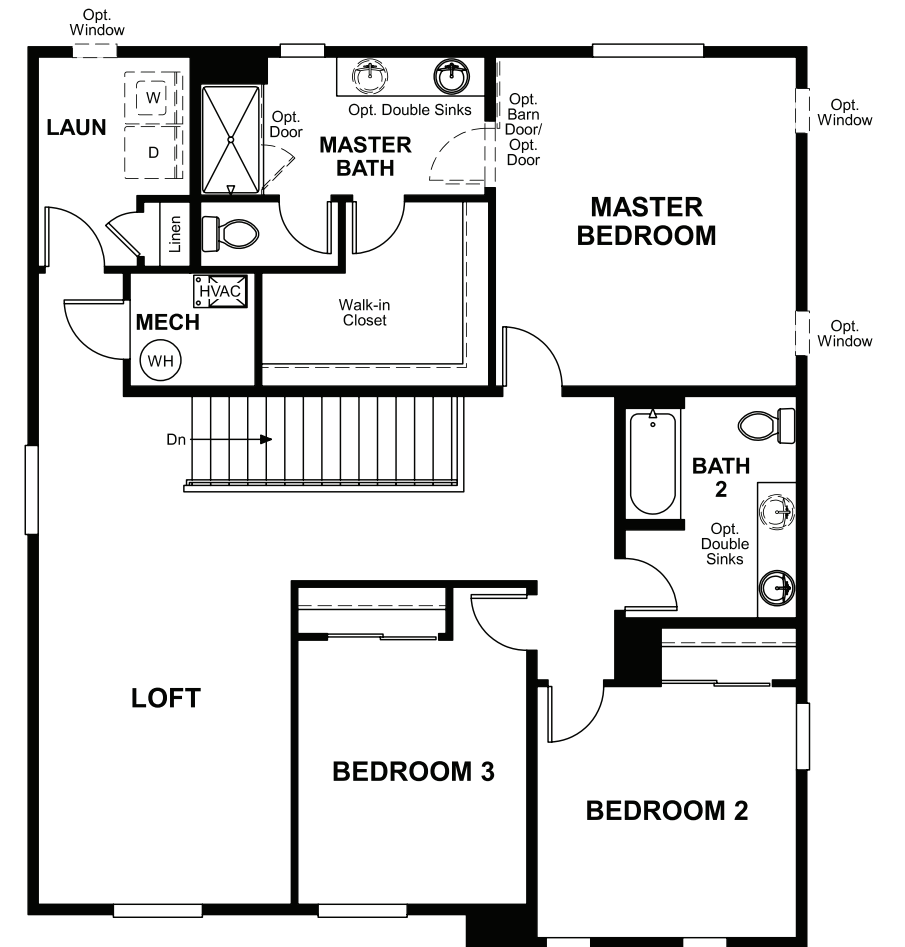 Opt.
Window
W
D
LAUN
Opt. Double Sinks
Opt.
Door
MASTER
BATH
Opt.
Barn
Door/
Opt.
Door
Opt.
Window
MASTER
BEDROOM
Linen
HVAC
MECH
WH
Walk-in
Closet
Opt.
Window
Dn
BATH
2
Opt.
Double
Sinks
LOFT
BEDROOM 3
BEDROOM 2